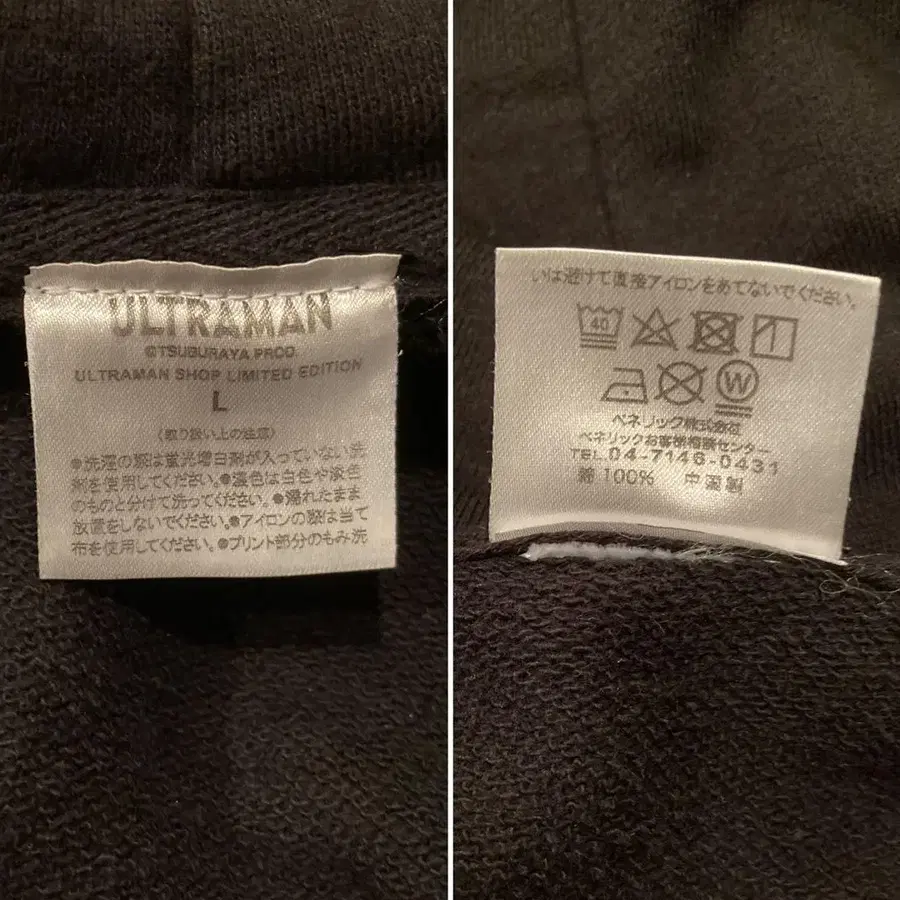 ULTRAMAN
©TSUBURAYA PROD.
ULTRAMAN SHOP LIMITED EDITION
L
〈取り扱い上の注意〉
●洗濯の際は蛍光増白剤が入っていない洗
剤を使用してください。●濃色は白色や淡色
のものと分けて洗ってください。●濡れたまま
放置をしないでください。●アイロンの際は当て
布を使用してください。●プリント部分のもみ洗
いは避けて直接アイロンをあてないでください。
40
W
ベネリック株式会社
ベネリックお客様相談センター
TEL.04-7146-0431
綿 100% 中国製